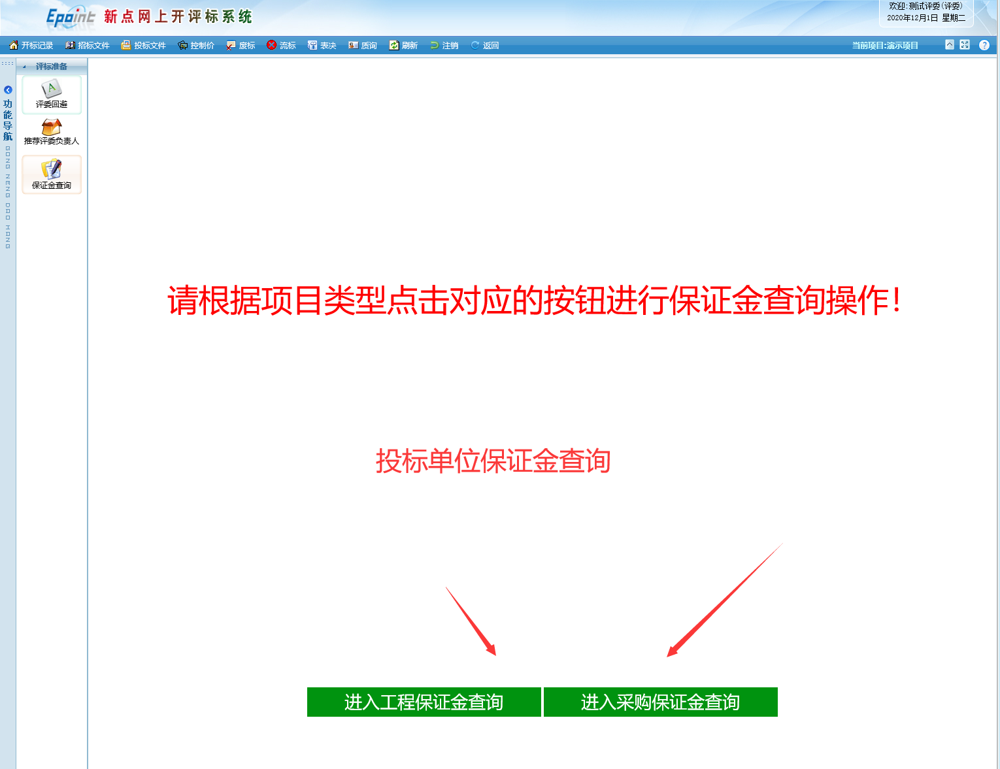 Epoint 新点网上开评标系统
欢迎:测试评委(评委)
2020年12月1日 星期二
开标记录 招标文件 投标文件 控制价 废标 流标 表决 质询 刷新 注销 返回 当前项目:演示项目
评标准备
功能导航
GONG NENG DAO HANG
评委回避
推荐评委负责人
保证金查询
请根据项目类型点击对应的按钮进行保证金查询操作!
投标单位保证金查询
进入工程保证金查询 进入采购保证金查询